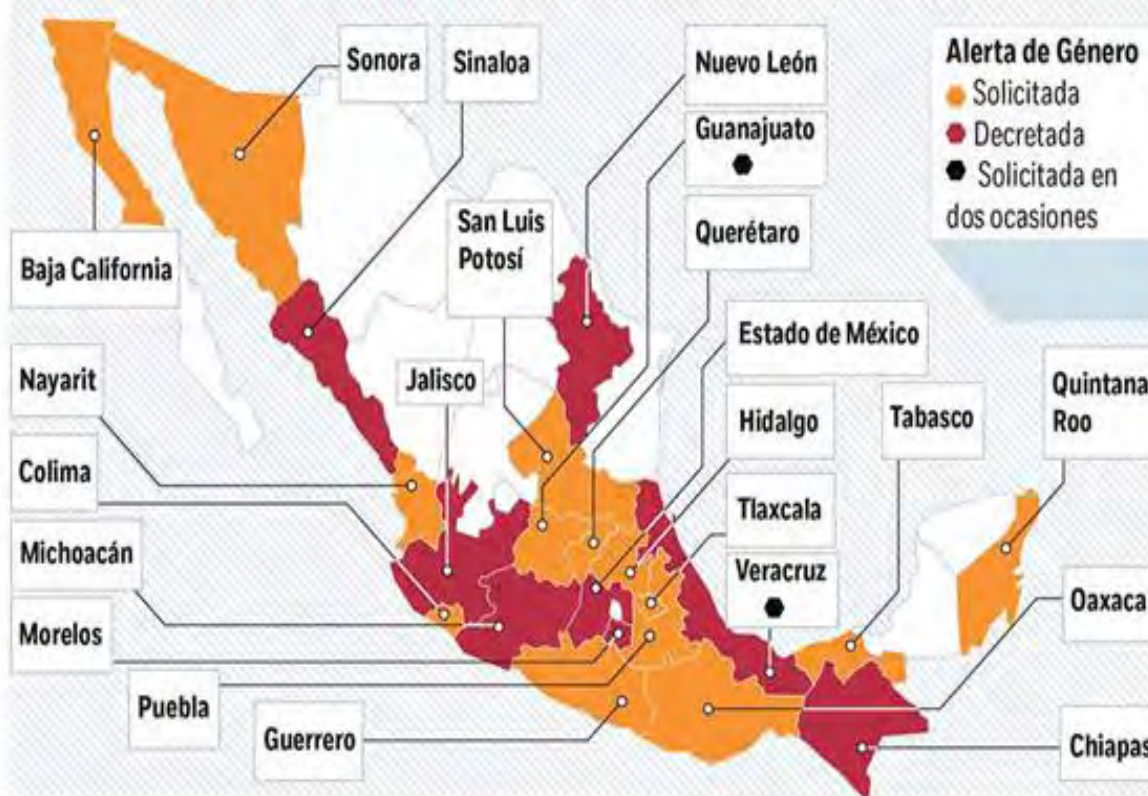 Alerta de Género
Solicitada
Decretada
Solicitada en
dos ocasiones
Sonora
Sinaloa
Nuevo León
Guanajuato
San Luis
Potosí
Querétaro
Baja California
Estado de México
Nayarit
Jalisco
Hidalgo
Tabasco
Quintana
Roo
Colima
Tlaxcala
Michoacán
Veracruz
Oaxaca
Morelos
Puebla
Guerrero
Chiapas